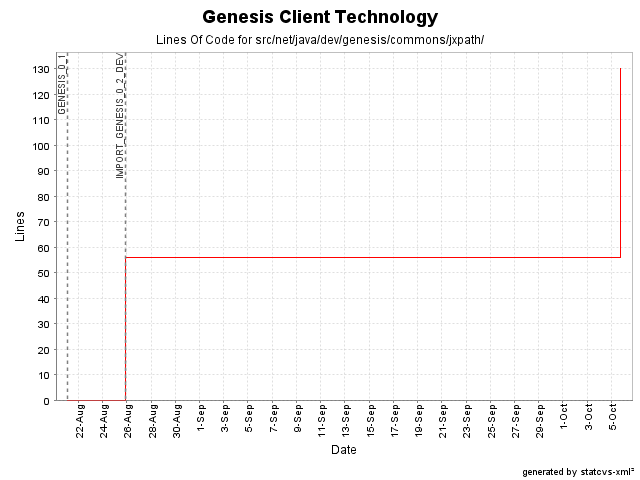 Genesis Client Technology
Lines Of Code for src/net/java/dev/genesis/commons/jxpath/
GENESIS_0_1
IMPORT_GENESIS_0_2_DEV
Lines
130
120
110
100
90
80
70
60
50
40
30
20
10
0
22-Aug
24-Aug
26-Aug
28-Aug
30-Aug
1-Sep
3-Sep
5-Sep
7-Sep
9-Sep
11-Sep
13-Sep
15-Sep
17-Sep
19-Sep
21-Sep
23-Sep
25-Sep
27-Sep
29-Sep
1-Oct
3-Oct
5-Oct
Date
generated by statcvs-xml²